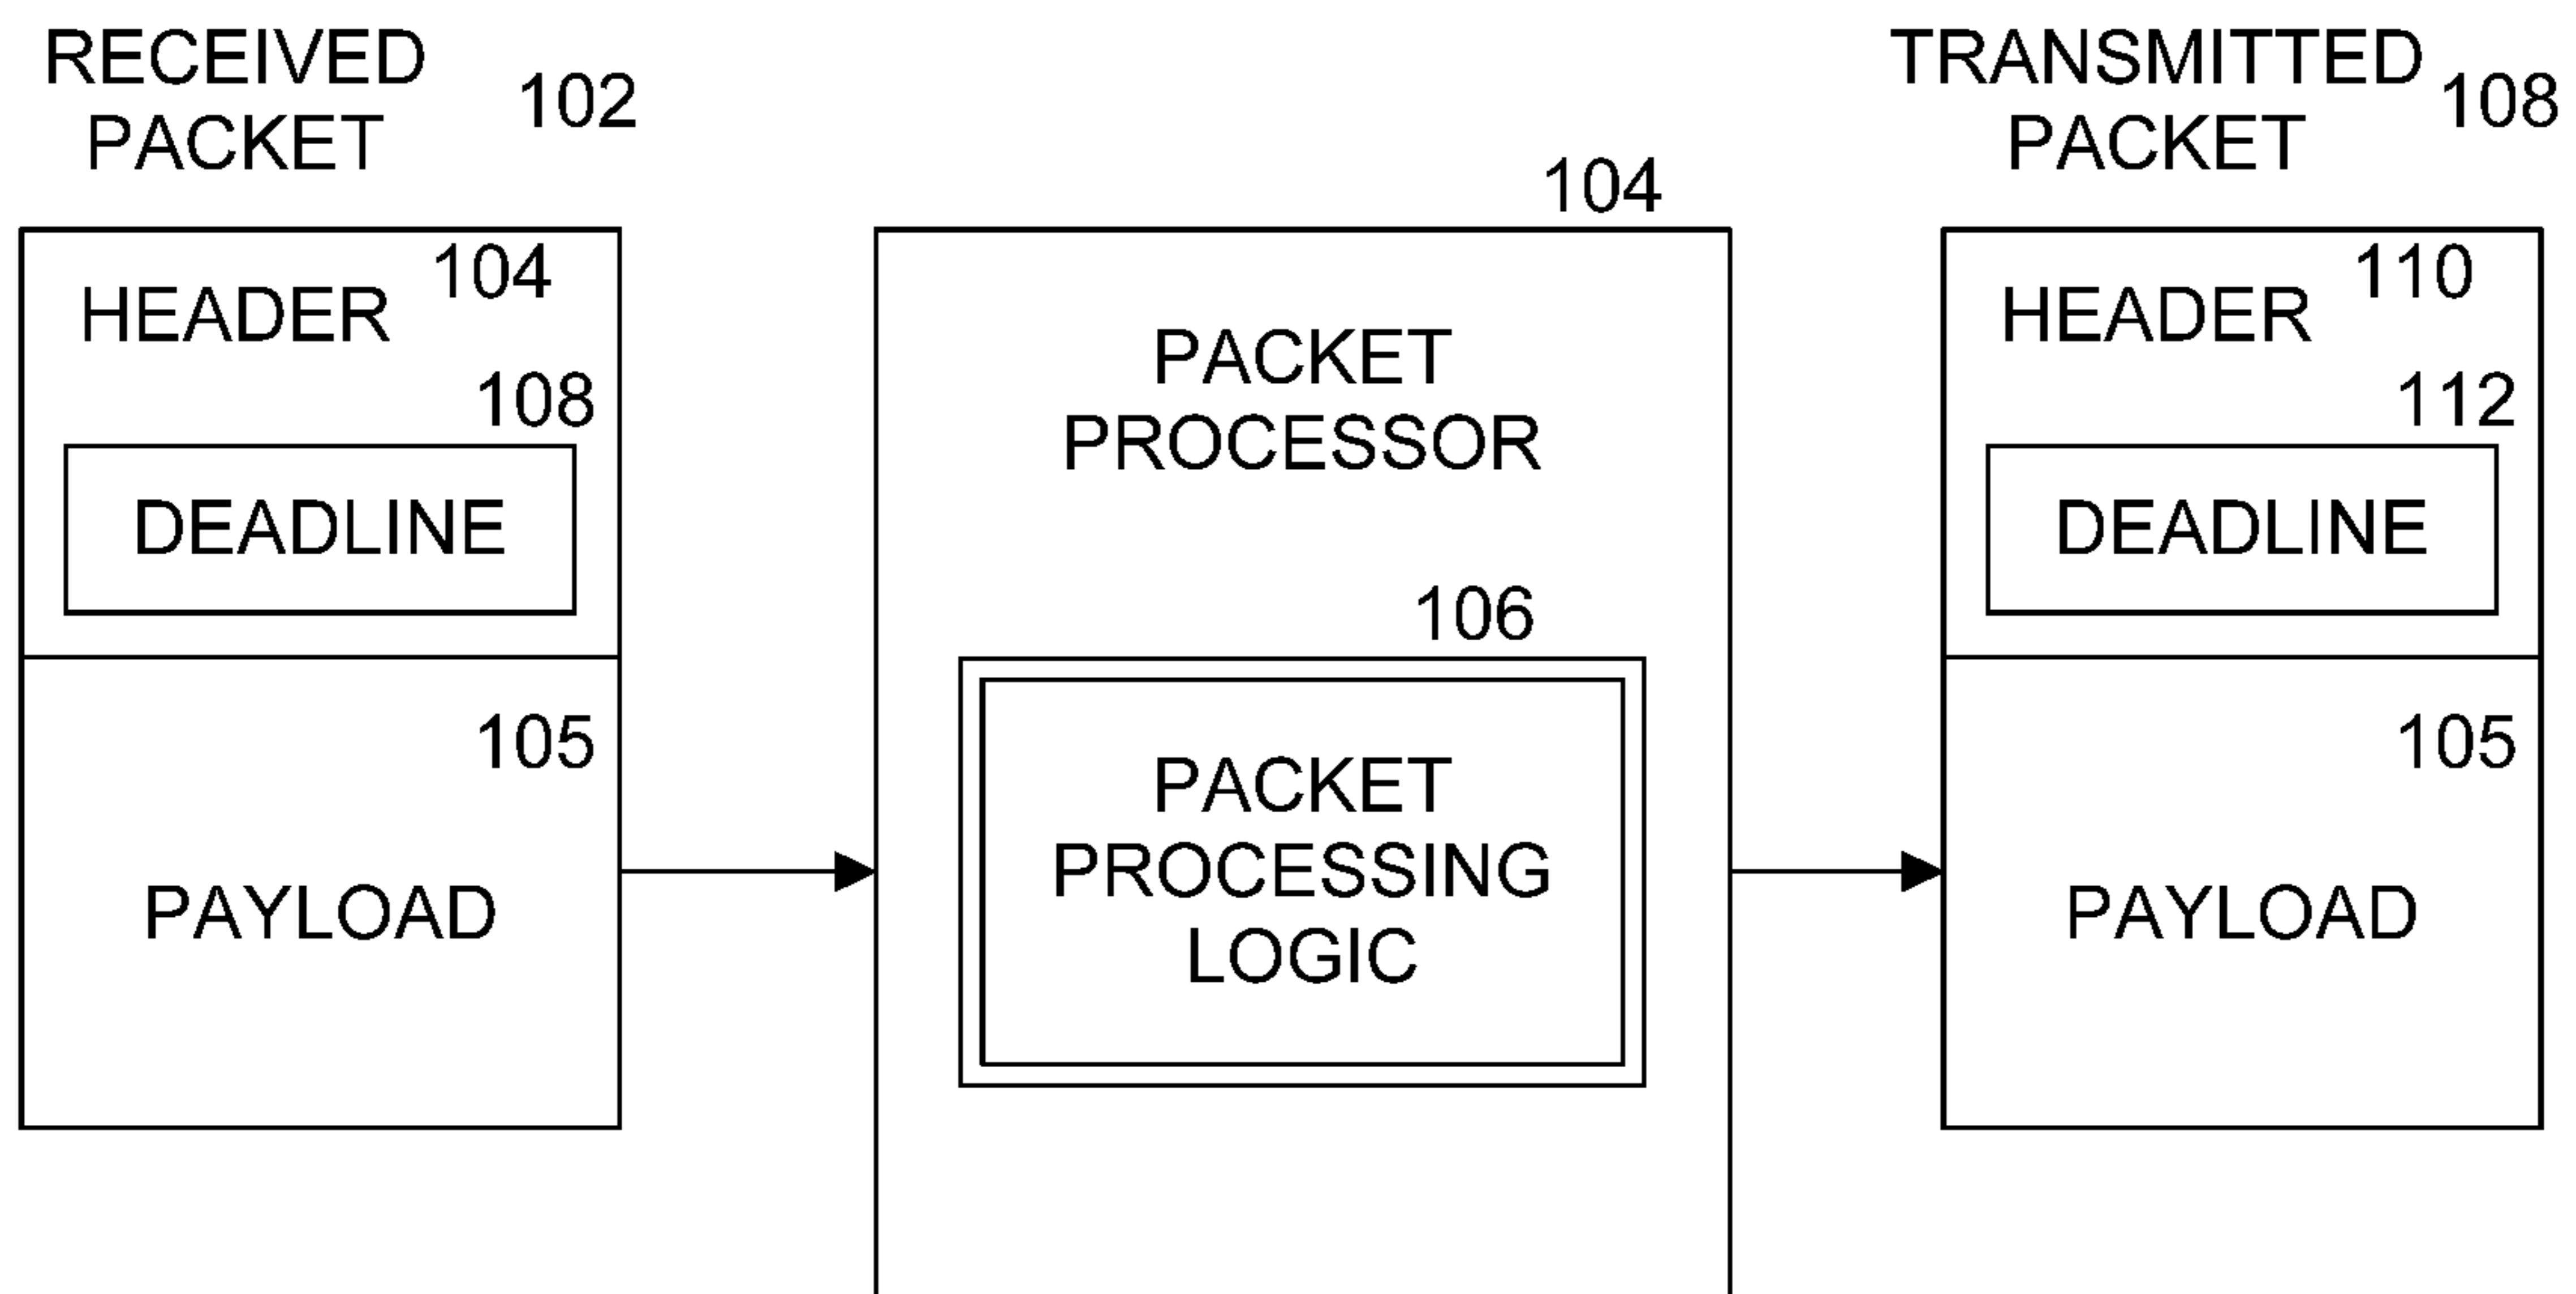 RECEIVED
PACKET
102
104
HEADER
108
DEADLINE
105
PAYLOAD
104
PACKET
PROCESSOR
106
PACKET
PROCESSING
LOGIC
TRANSMITTED
PACKET
108
110
HEADER
112
DEADLINE
105
PAYLOAD